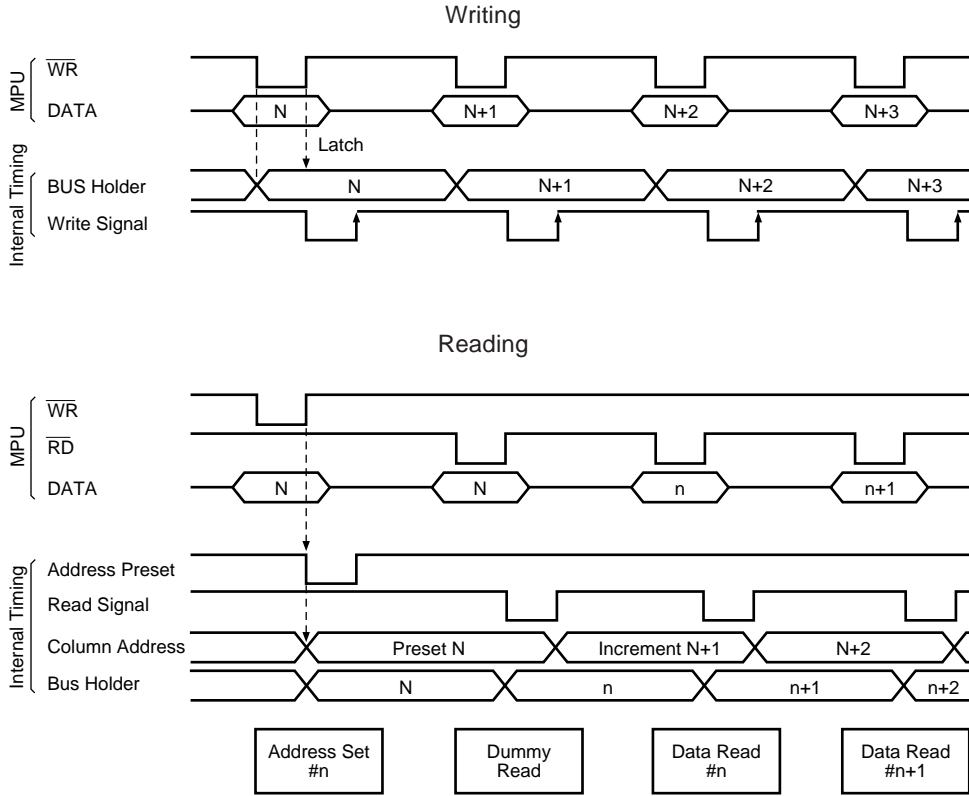 Writing
MPU
WR
DATA
N
N+1
N+2
N+3
Latch
Internal Timing
BUS Holder
N
N+1
N+2
N+3
Write Signal
Reading
MPU
WR
RD
DATA
N
N
n
n+1
Internal Timing
Address Preset
Read Signal
Column Address
Preset N
Increment N+1
N+2
Bus Holder
N
n
n+1
n+2
Address Set
#n
Dummy
Read
Data Read
#n
Data Read
#n+1